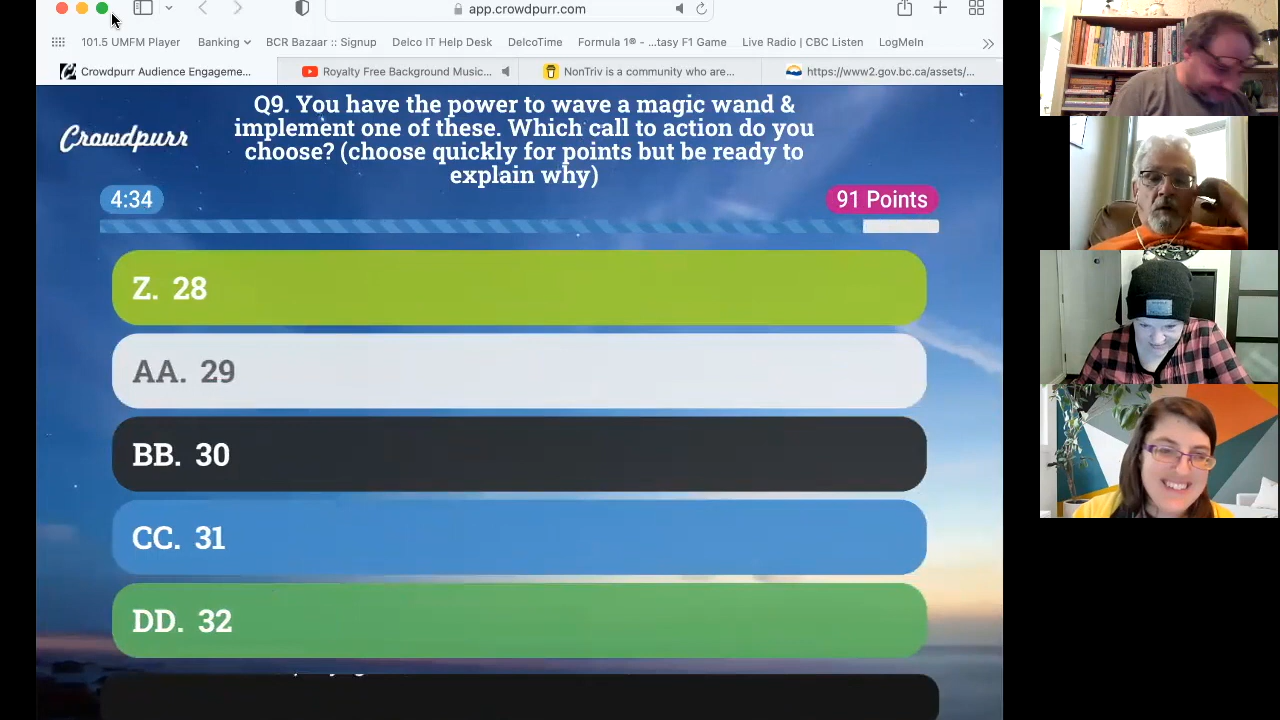 app.crowdpurr.com
101.5 UMFM Player Banking BCR Bazaar :: Signup Delco IT Help Desk DelcoTime Formula 1® - ...tasy F1 Game Live Radio | CBC Listen LogMeIn
Crowdpurr Audience Engageme... Royalty Free Background Music... NonTriv is a community who are... https://www2.gov.bc.ca/assets/...
Crowdpurr
Q9. You have the power to wave a magic wand &
implement one of these. Which call to action do you
choose? (choose quickly for points but be ready to
explain why)
4:34
91 Points
Z. 28
AA. 29
BB. 30
CC. 31
DD. 32